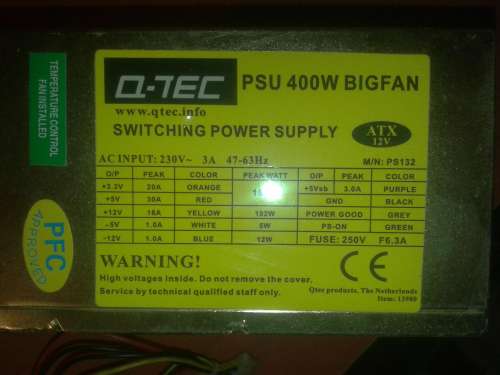 TEMPERATURE CONTROL
FAN INSTALLED
PFC
APPROVED
Q-TEC PSU 400W BIGFAN
www.qtec.info
SWITCHING POWER SUPPLY ATX 12V
AC INPUT: 230V~ 3A 47-63Hz M/N: PS132
O/P PEAK COLOR PEAK WATT O/P PEAK COLOR
+3.3V 20A ORANGE +5Vsb 3.0A PURPLE
+5V 30A RED GND BLACK
+12V 16A YELLOW 192W POWER GOOD GREY
-5V 1.0A WHITE 5W PS-ON GREEN
-12V 1.0A BLUE 12W FUSE: 250V F6.3A
WARNING! CE
High voltages inside. Do not remove the cover.
Service by technical qualified staff only.
Qtec products, The Netherlands
Item: 13980